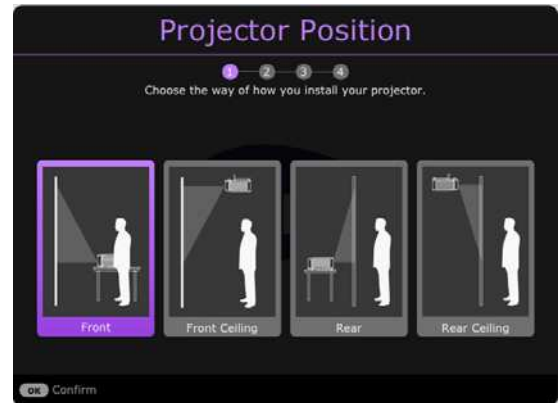 Projector Position
1 2 3 4
Choose the way of how you install your projector.
Front
Front Ceiling
Rear
Rear Ceiling
OK Confirm